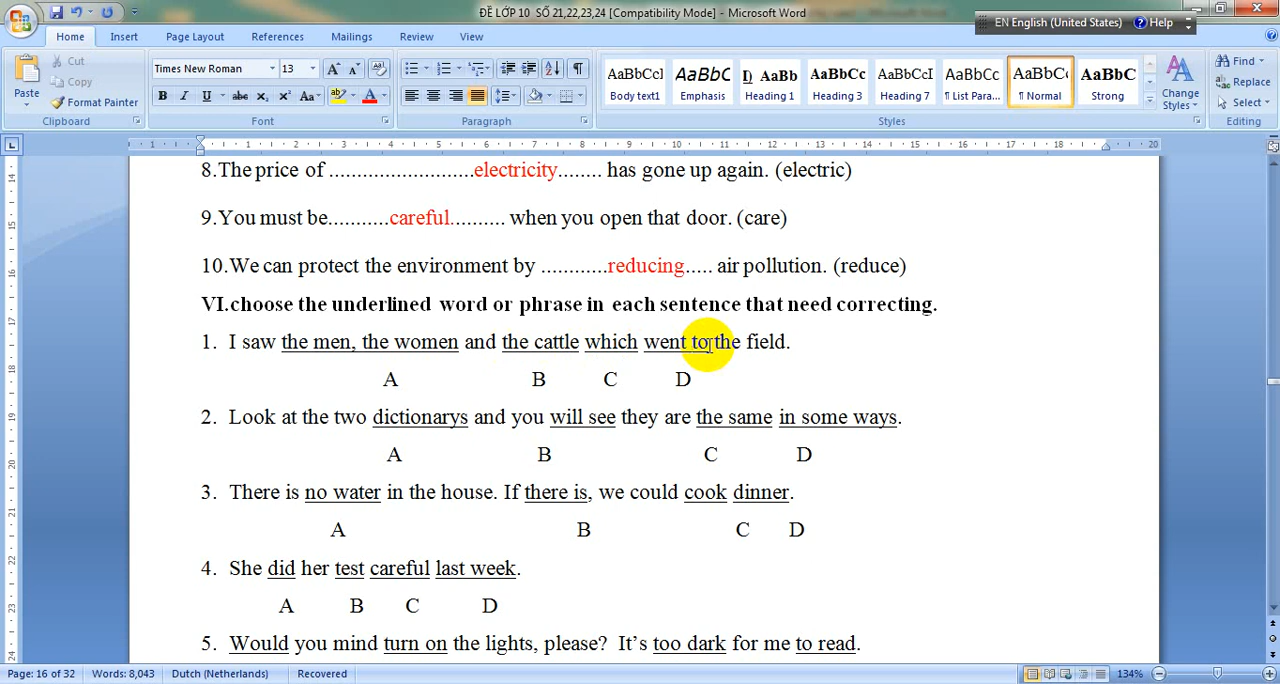 ĐỀ LỚP 10 SỐ 21,22,23,24 [Compatibility Mode] - Microsoft Word
EN English (United States) Help
Home Insert Page Layout References Mailings Review View
Cut
Copy
Format Painter
Paste
Times New Roman 13
AaBbCcI AaBbC I) AaBb AaBbCc AaBbCcI AaBbCc AaBbCc AaBbC
Body text1 Emphasis Heading 1 Heading 3 Heading 7 ¶ List Para... ¶ Normal Strong
Change Styles
Find
Replace
Select
Clipboard Font Paragraph Styles Editing
8.The price of ..........................electricity........ has gone up again. (electric)
9.You must be...........careful.......... when you open that door. (care)
10.We can protect the environment by ............reducing..... air pollution. (reduce)
VI.choose the underlined word or phrase in each sentence that need correcting.
1. I saw the men, the women and the cattle which went to the field.
A B C D
2. Look at the two dictionarys and you will see they are the same in some ways.
A B C D
3. There is no water in the house. If there is, we could cook dinner.
A B C D
4. She did her test careful last week.
A B C D
5. Would you mind turn on the lights, please? It’s too dark for me to read.
Page: 16 of 32 Words: 8,043 Dutch (Netherlands) Recovered 134%